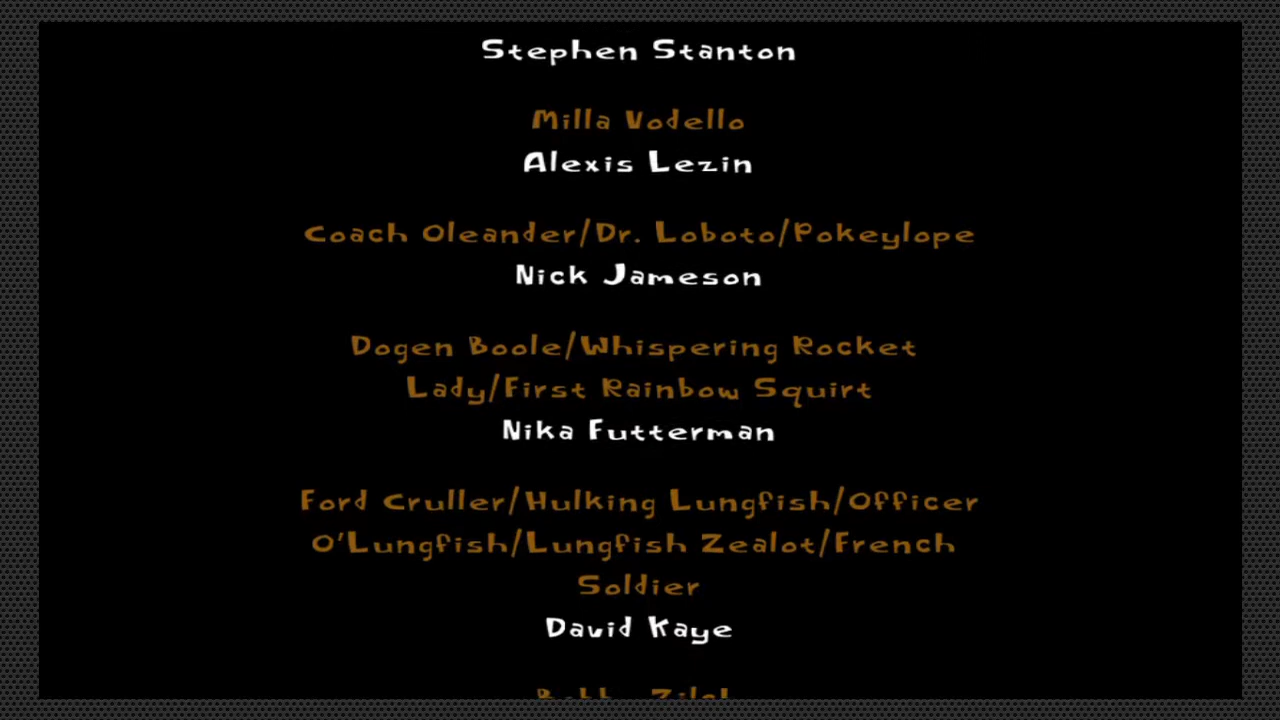 Stephen Stanton
Milla Vodello
Alexis Lezin
Coach Oleander/Dr. Loboto/Pokeylope
Nick Jameson
Dogen Boole/Whispering Rocket
Lady/First Rainbow Squirt
Nika Futterman
Ford Cruller/Hulking Lungfish/Officer
O'Lungfish/Lungfish Zealot/French
Soldier
David Kaye